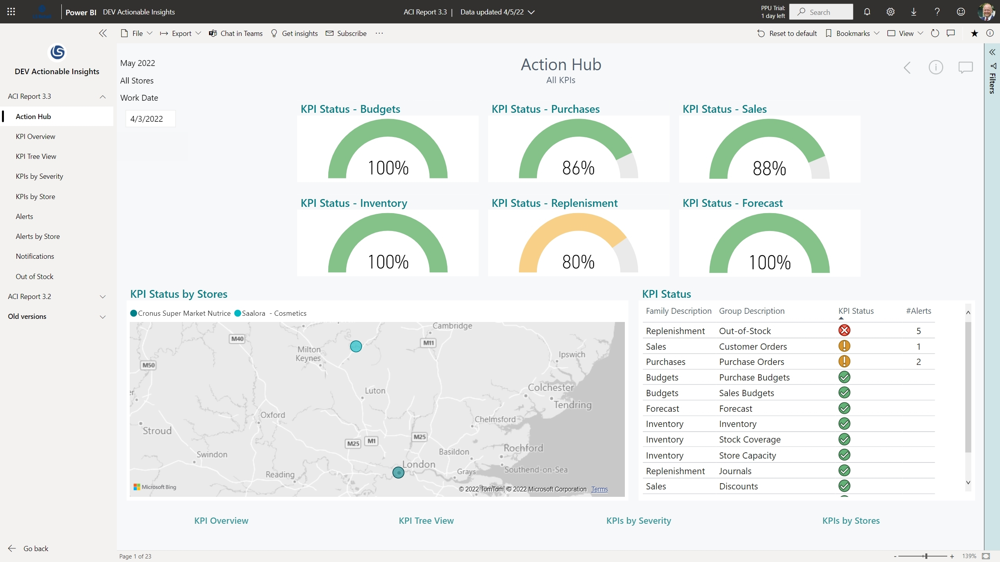 Power BI DEV Actionable Insights
ACI Report 3.3 | Data updated 4/5/22
PPU Trial:
1 day left
Search
File Export Chat in Teams Get insights Subscribe ...
Reset to default Bookmarks View
DEV Actionable Insights
ACI Report 3.3
Action Hub
KPI Overview
KPI Tree View
KPIs by Severity
KPIs by Store
Alerts
Alerts by Store
Notifications
Out of Stock
ACI Report 3.2
Old versions
Go back
May 2022
All Stores
Work Date
4/3/2022
Action Hub
All KPIs
Filters
KPI Status - Budgets
100%
KPI Status - Purchases
86%
KPI Status - Sales
88%
KPI Status - Inventory
100%
KPI Status - Replenisment
80%
KPI Status - Forecast
100%
KPI Status by Stores
Cronus Super Market Nutrice Saalora - Cosmetics
Cambridge
M40
M11
Milton
Keynes
Ipswich
M50
Colchester
Luton
Tendring
Oxford
Chelmsford
Stroud
M25
M1
M25
Rochford
Basildon
Swindon
London
Southend-on-Sea
Grays
Reading
Microsoft Bing
© 2022 TomTom, © 2022 Microsoft Corporation Terms
KPI Status
Family Description Group Description KPI Status #Alerts
Replenishment Out-of-Stock 5
Sales Customer Orders 1
Purchases Purchase Orders 2
Budgets Purchase Budgets
Budgets Sales Budgets
Forecast Forecast
Inventory Inventory
Inventory Stock Coverage
Inventory Store Capacity
Replenishment Journals
Sales Discounts
KPI Overview
KPI Tree View
KPIs by Severity
KPIs by Stores
Page 1 of 23
- + 139%